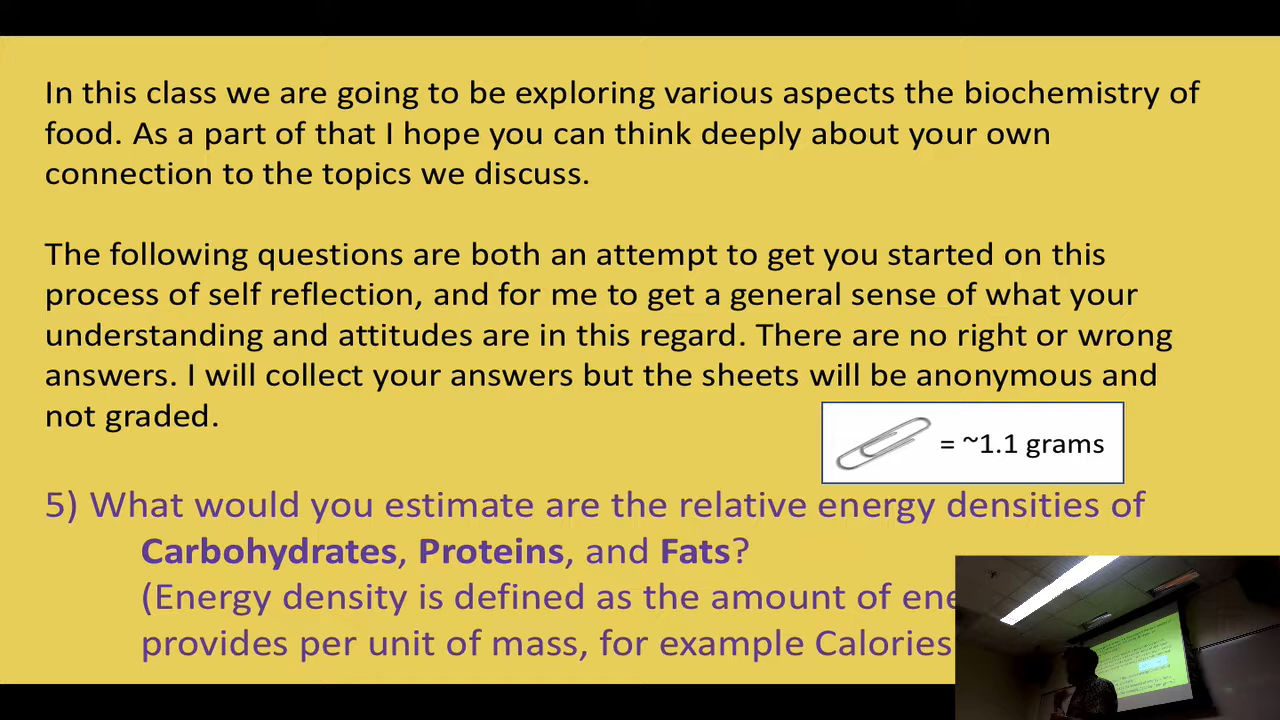 In this class we are going to be exploring various aspects the biochemistry of
food. As a part of that I hope you can think deeply about your own
connection to the topics we discuss.
The following questions are both an attempt to get you started on this
process of self reflection, and for me to get a general sense of what your
understanding and attitudes are in this regard. There are no right or wrong
answers. I will collect your answers but the sheets will be anonymous and
not graded.
= ~1.1 grams
5) What would you estimate are the relative energy densities of
Carbohydrates, Proteins, and Fats?
(Energy density is defined as the amount of
provides per unit of mass, for example Calories